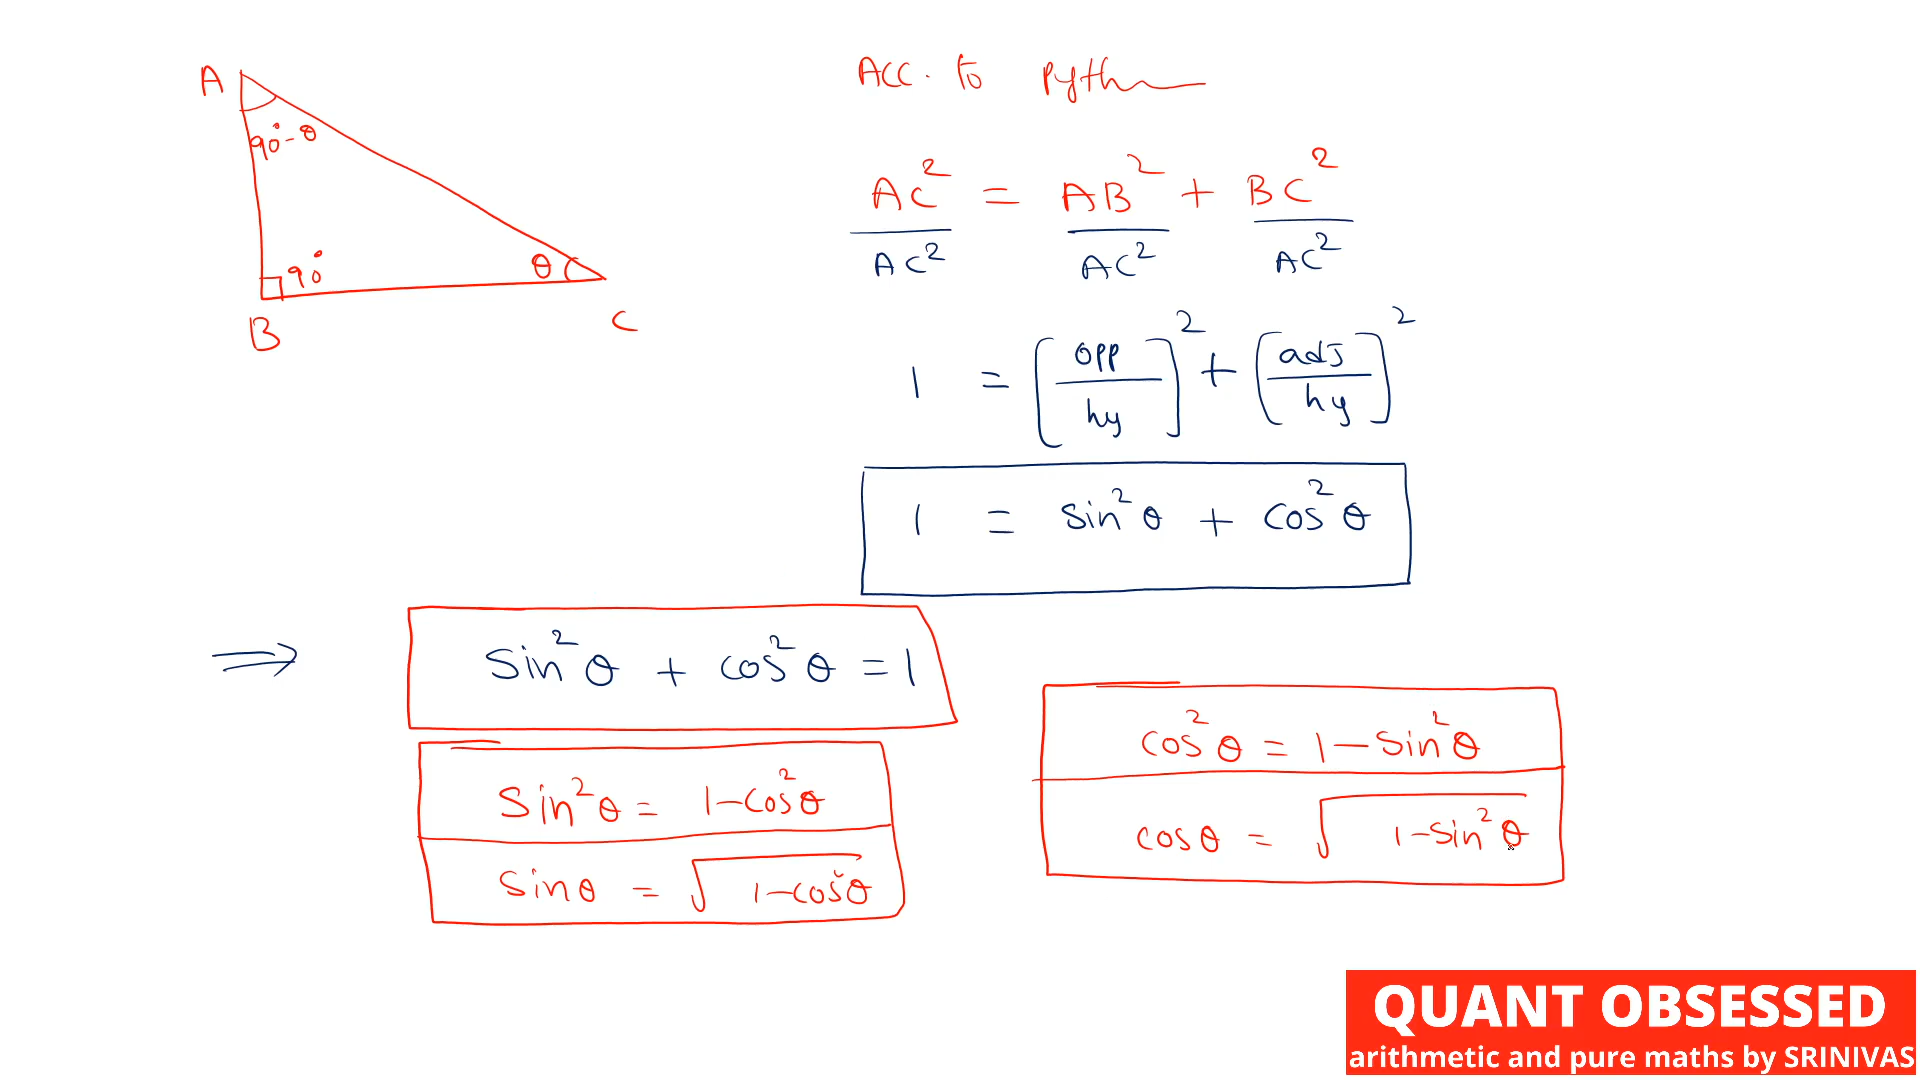 A
90° - θ
90°
θ
B
C
Acc. to Pyth
AC² = AB² + BC²
AC² AC² AC²
1 = [opp/hy]² + [adj/hy]²
1 = sin²θ + cos²θ
⇒ Sin²θ + cos²θ = 1
Sin²θ = 1-cos²θ
Sinθ = √1-cos²θ
cos²θ = 1-Sin²θ
cosθ = √1-Sin²θ
QUANT OBSESSED
arithmetic and pure maths by SRINIVAS